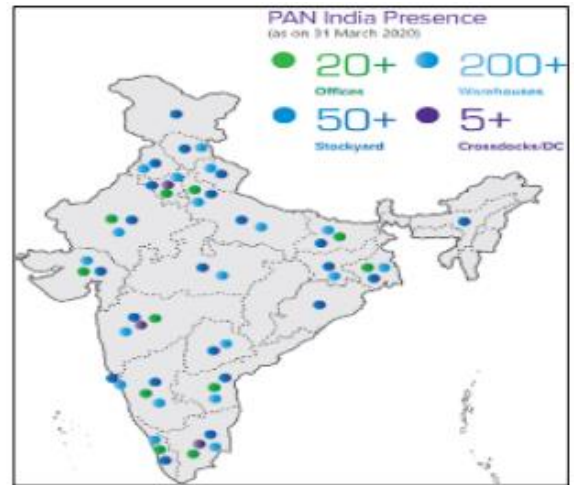 PAN India Presence
(as on 31 March 2020)
20+ 200+
Offices Warehouses
50+ 5+
Stockyard Crossdocks/DC